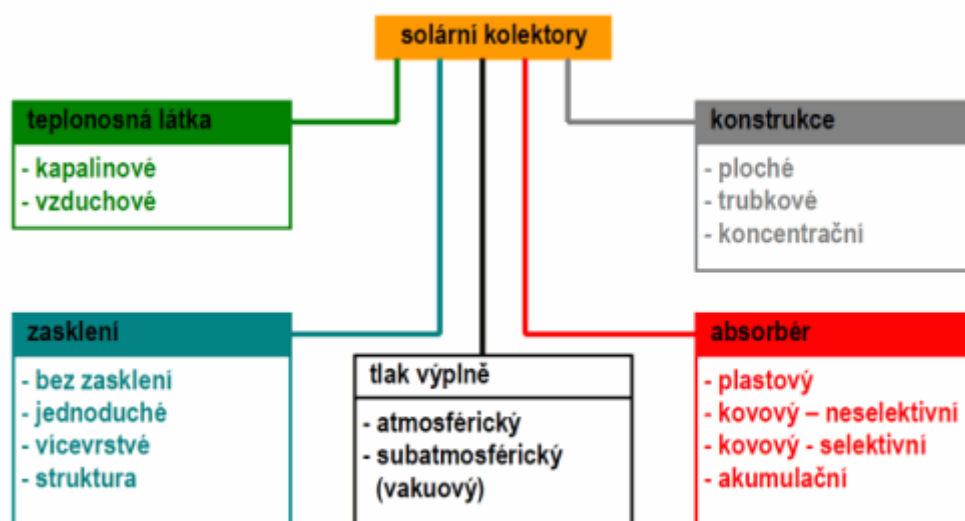 solární kolektory
teplonosná látka
- kapalinové
- vzduchové
konstrukce
- ploché
- trubkové
- koncentrační
zasklení
- bez zasklení
- jednoduché
- vícevrstvé
- struktura
tlak výplně
- atmosférický
- subatmosférický
(vakuový)
absorbér
- plastový
- kovový – neselektivní
- kovový - selektivní
- akumulační